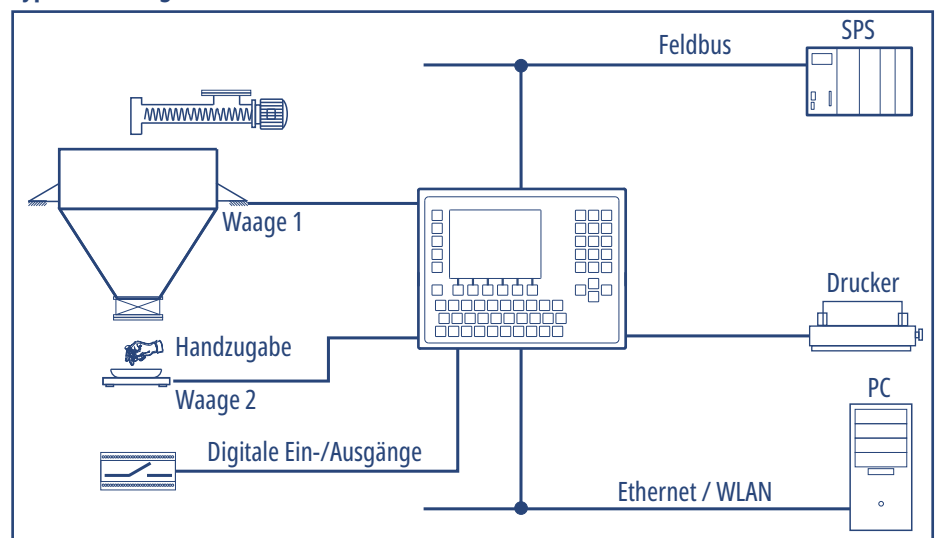 Feldbus
SPS
Waage 1
Drucker
Handzugabe
Waage 2
PC
Digitale Ein-/Ausgänge
Ethernet / WLAN